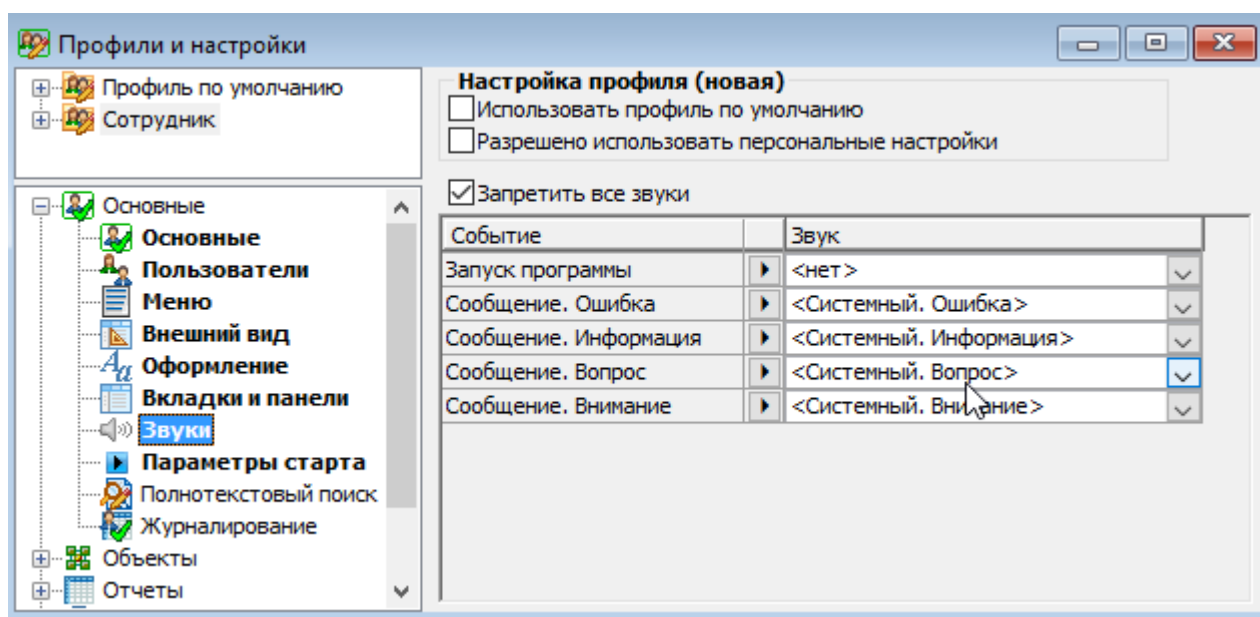 Профили и настройки
Профиль по умолчанию
Сотрудник
Основные
Основные
Пользователи
Меню
Внешний вид
Оформление
Вкладки и панели
Звуки
Параметры старта
Полнотекстовый поиск
Журналирование
Объекты
Отчеты
Настройка профиля (новая)
Использовать профиль по умолчанию
Разрешено использовать персональные настройки
Запретить все звуки
Событие Звук
Запуск программы <нет>
Сообщение. Ошибка <Системный. Ошибка>
Сообщение. Информация <Системный. Информация>
Сообщение. Вопрос <Системный. Вопрос>
Сообщение. Внимание <Системный. Внимание>